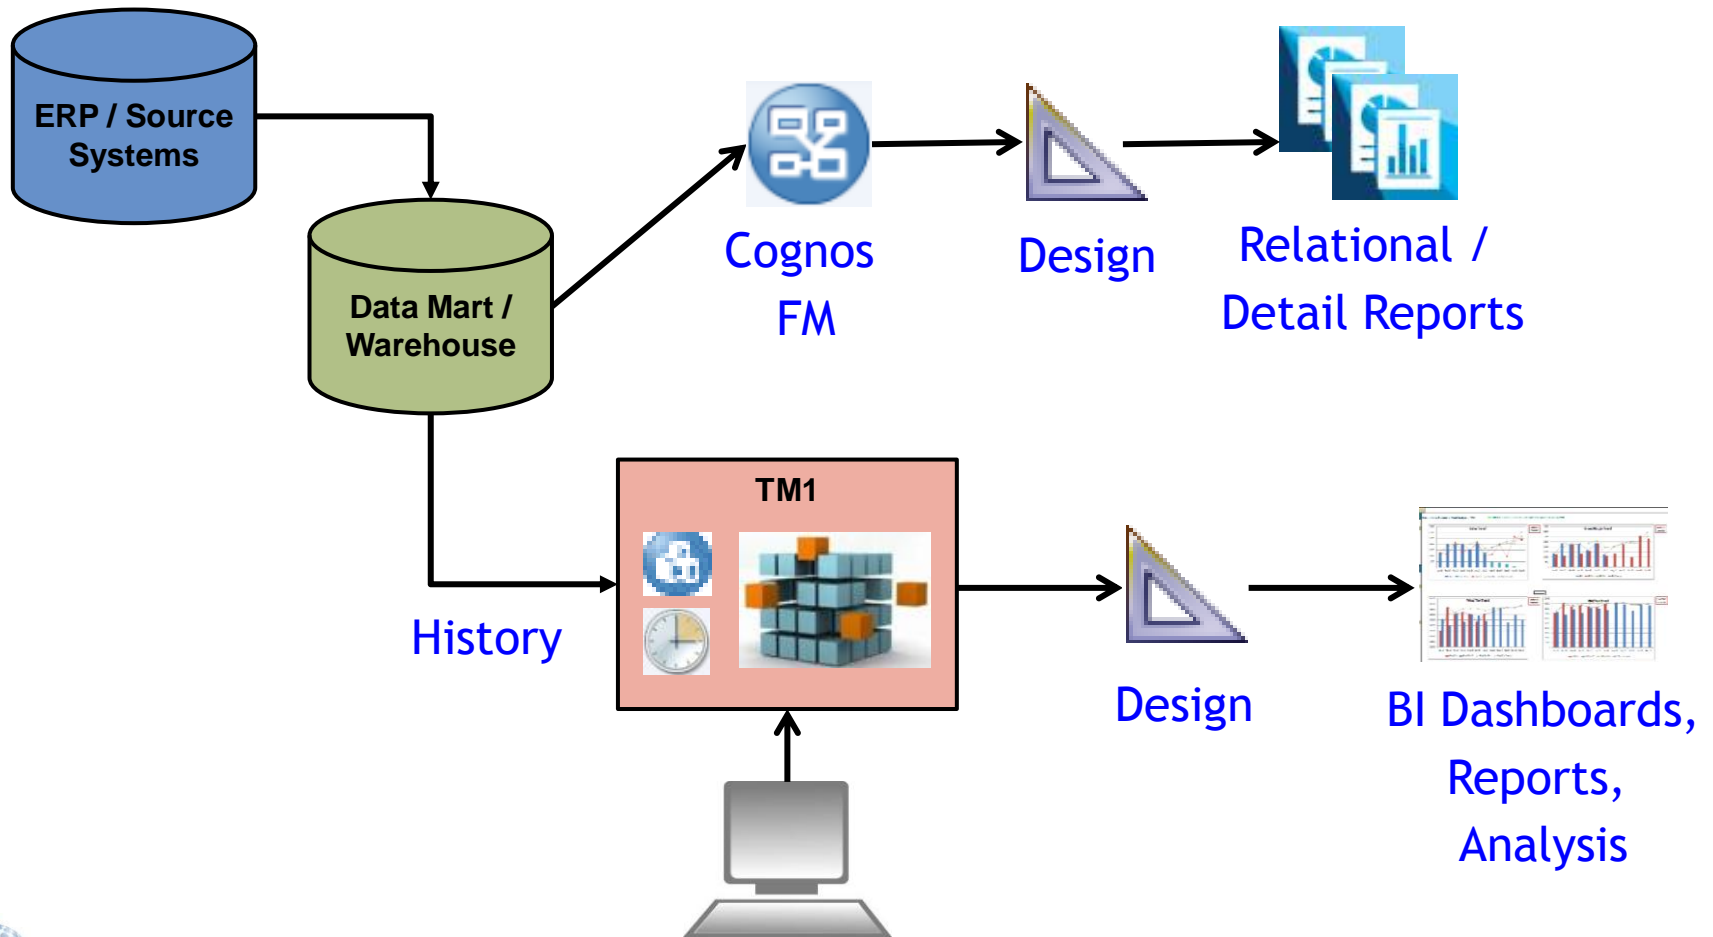 ERP / Source
Systems
Data Mart /
Warehouse
Cognos
FM
Design
Relational /
Detail Reports
TM1
History
Design
BI Dashboards,
Reports,
Analysis